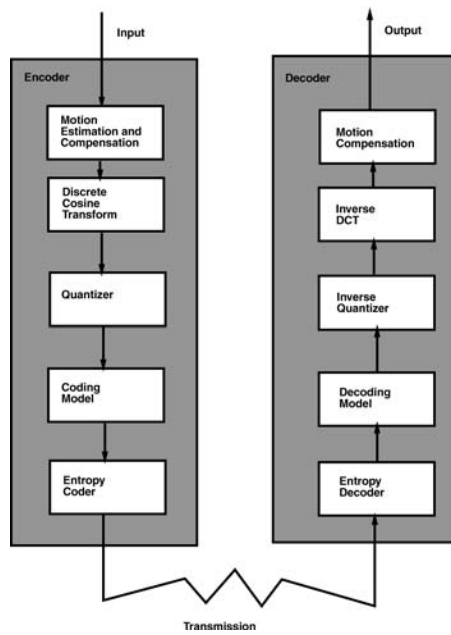 Input
Output
Encoder
Motion
Estimation and
Compensation
Discrete
Cosine
Transform
Quantizer
Coding
Model
Entropy
Coder
Decoder
Motion
Compensation
Inverse
DCT
Inverse
Quantizer
Decoding
Model
Entropy
Decoder
Transmission